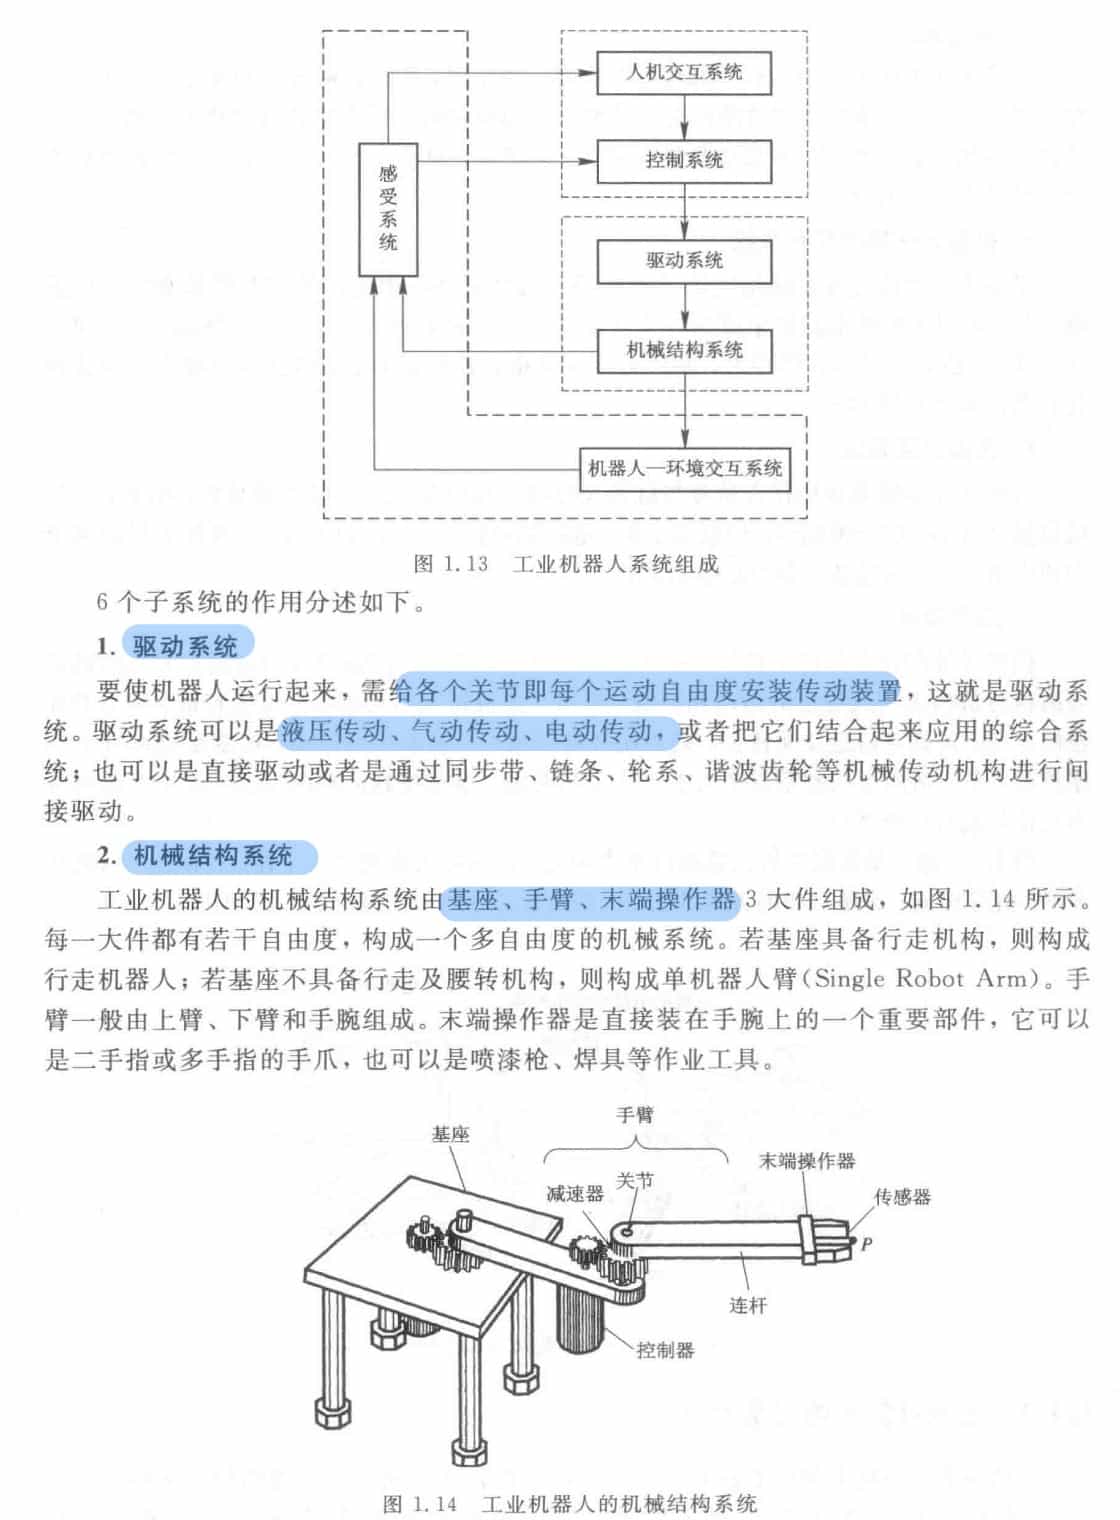 人机交互系统
控制系统
感受系统
驱动系统
机械结构系统
机器人—环境交互系统
图 1.13 工业机器人系统组成
6 个子系统的作用分述如下。
1. 驱动系统
要使机器人运行起来，需给各个关节即每个运动自由度安装传动装置，这就是驱动系
统。驱动系统可以是液压传动、气动传动、电动传动，或者把它们结合起来应用的综合系
统；也可以是直接驱动或者是通过同步带、链条、轮系、谐波齿轮等机械传动机构进行间
接驱动。
2. 机械结构系统
工业机器人的机械结构系统由基座、手臂、末端操作器 3 大件组成，如图 1.14 所示。
每一大件都有若干自由度，构成一个多自由度的机械系统。若基座具备行走机构，则构成
行走机器人；若基座不具备行走及腰转机构，则构成单机器人臂(Single Robot Arm)。手
臂一般由上臂、下臂和手腕组成。末端操作器是直接装在手腕上的一个重要部件，它可以
是二手指或多手指的手爪，也可以是喷漆枪、焊具等作业工具。
手臂
基座
末端操作器
关节
减速器
传感器
P
连杆
控制器
图 1.14 工业机器人的机械结构系统